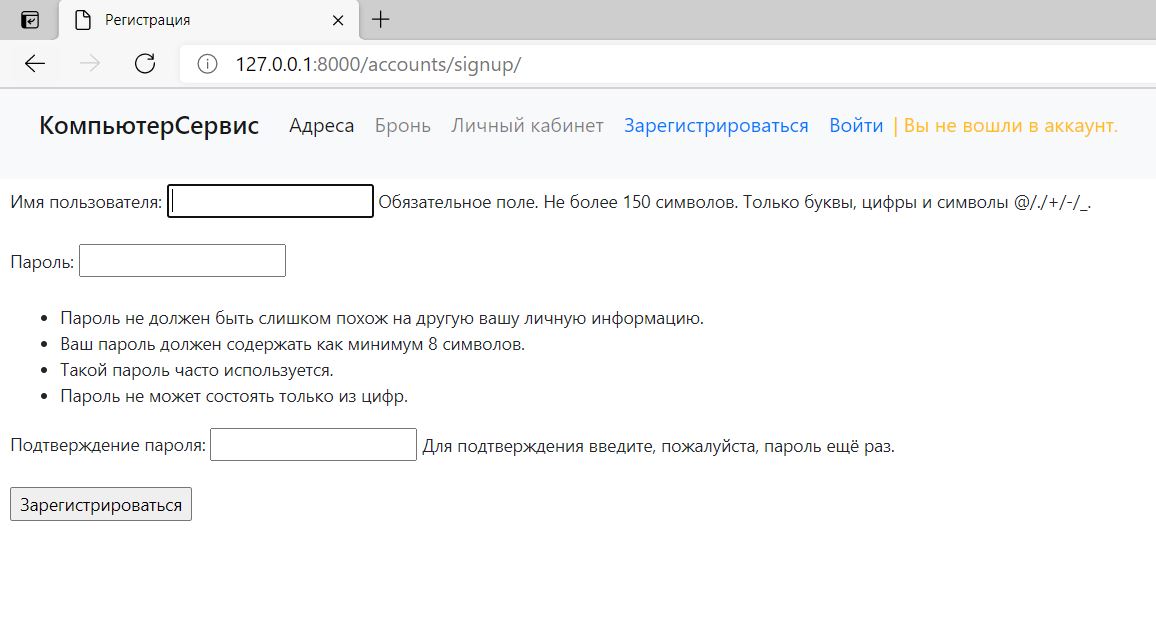 Регистрация
127.0.0.1:8000/accounts/signup/
КомпьютерСервис Адреса Бронь Личный кабинет Зарегистрироваться Войти | Вы не вошли в аккаунт.
Имя пользователя: Обязательное поле. Не более 150 символов. Только буквы, цифры и символы @/./+/-/_.
Пароль:
• Пароль не должен быть слишком похож на другую вашу личную информацию.
• Ваш пароль должен содержать как минимум 8 символов.
• Такой пароль часто используется.
• Пароль не может состоять только из цифр.
Подтверждение пароля: Для подтверждения введите, пожалуйста, пароль ещё раз.
Зарегистрироваться